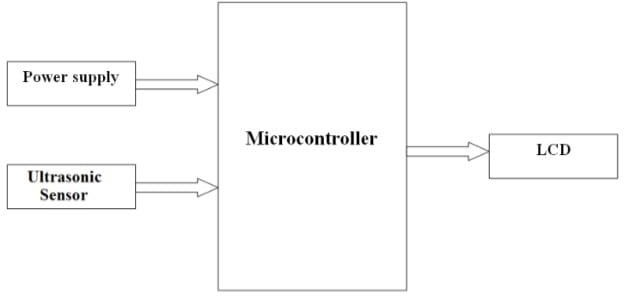 Power supply
Microcontroller
LCD
Ultrasonic
Sensor